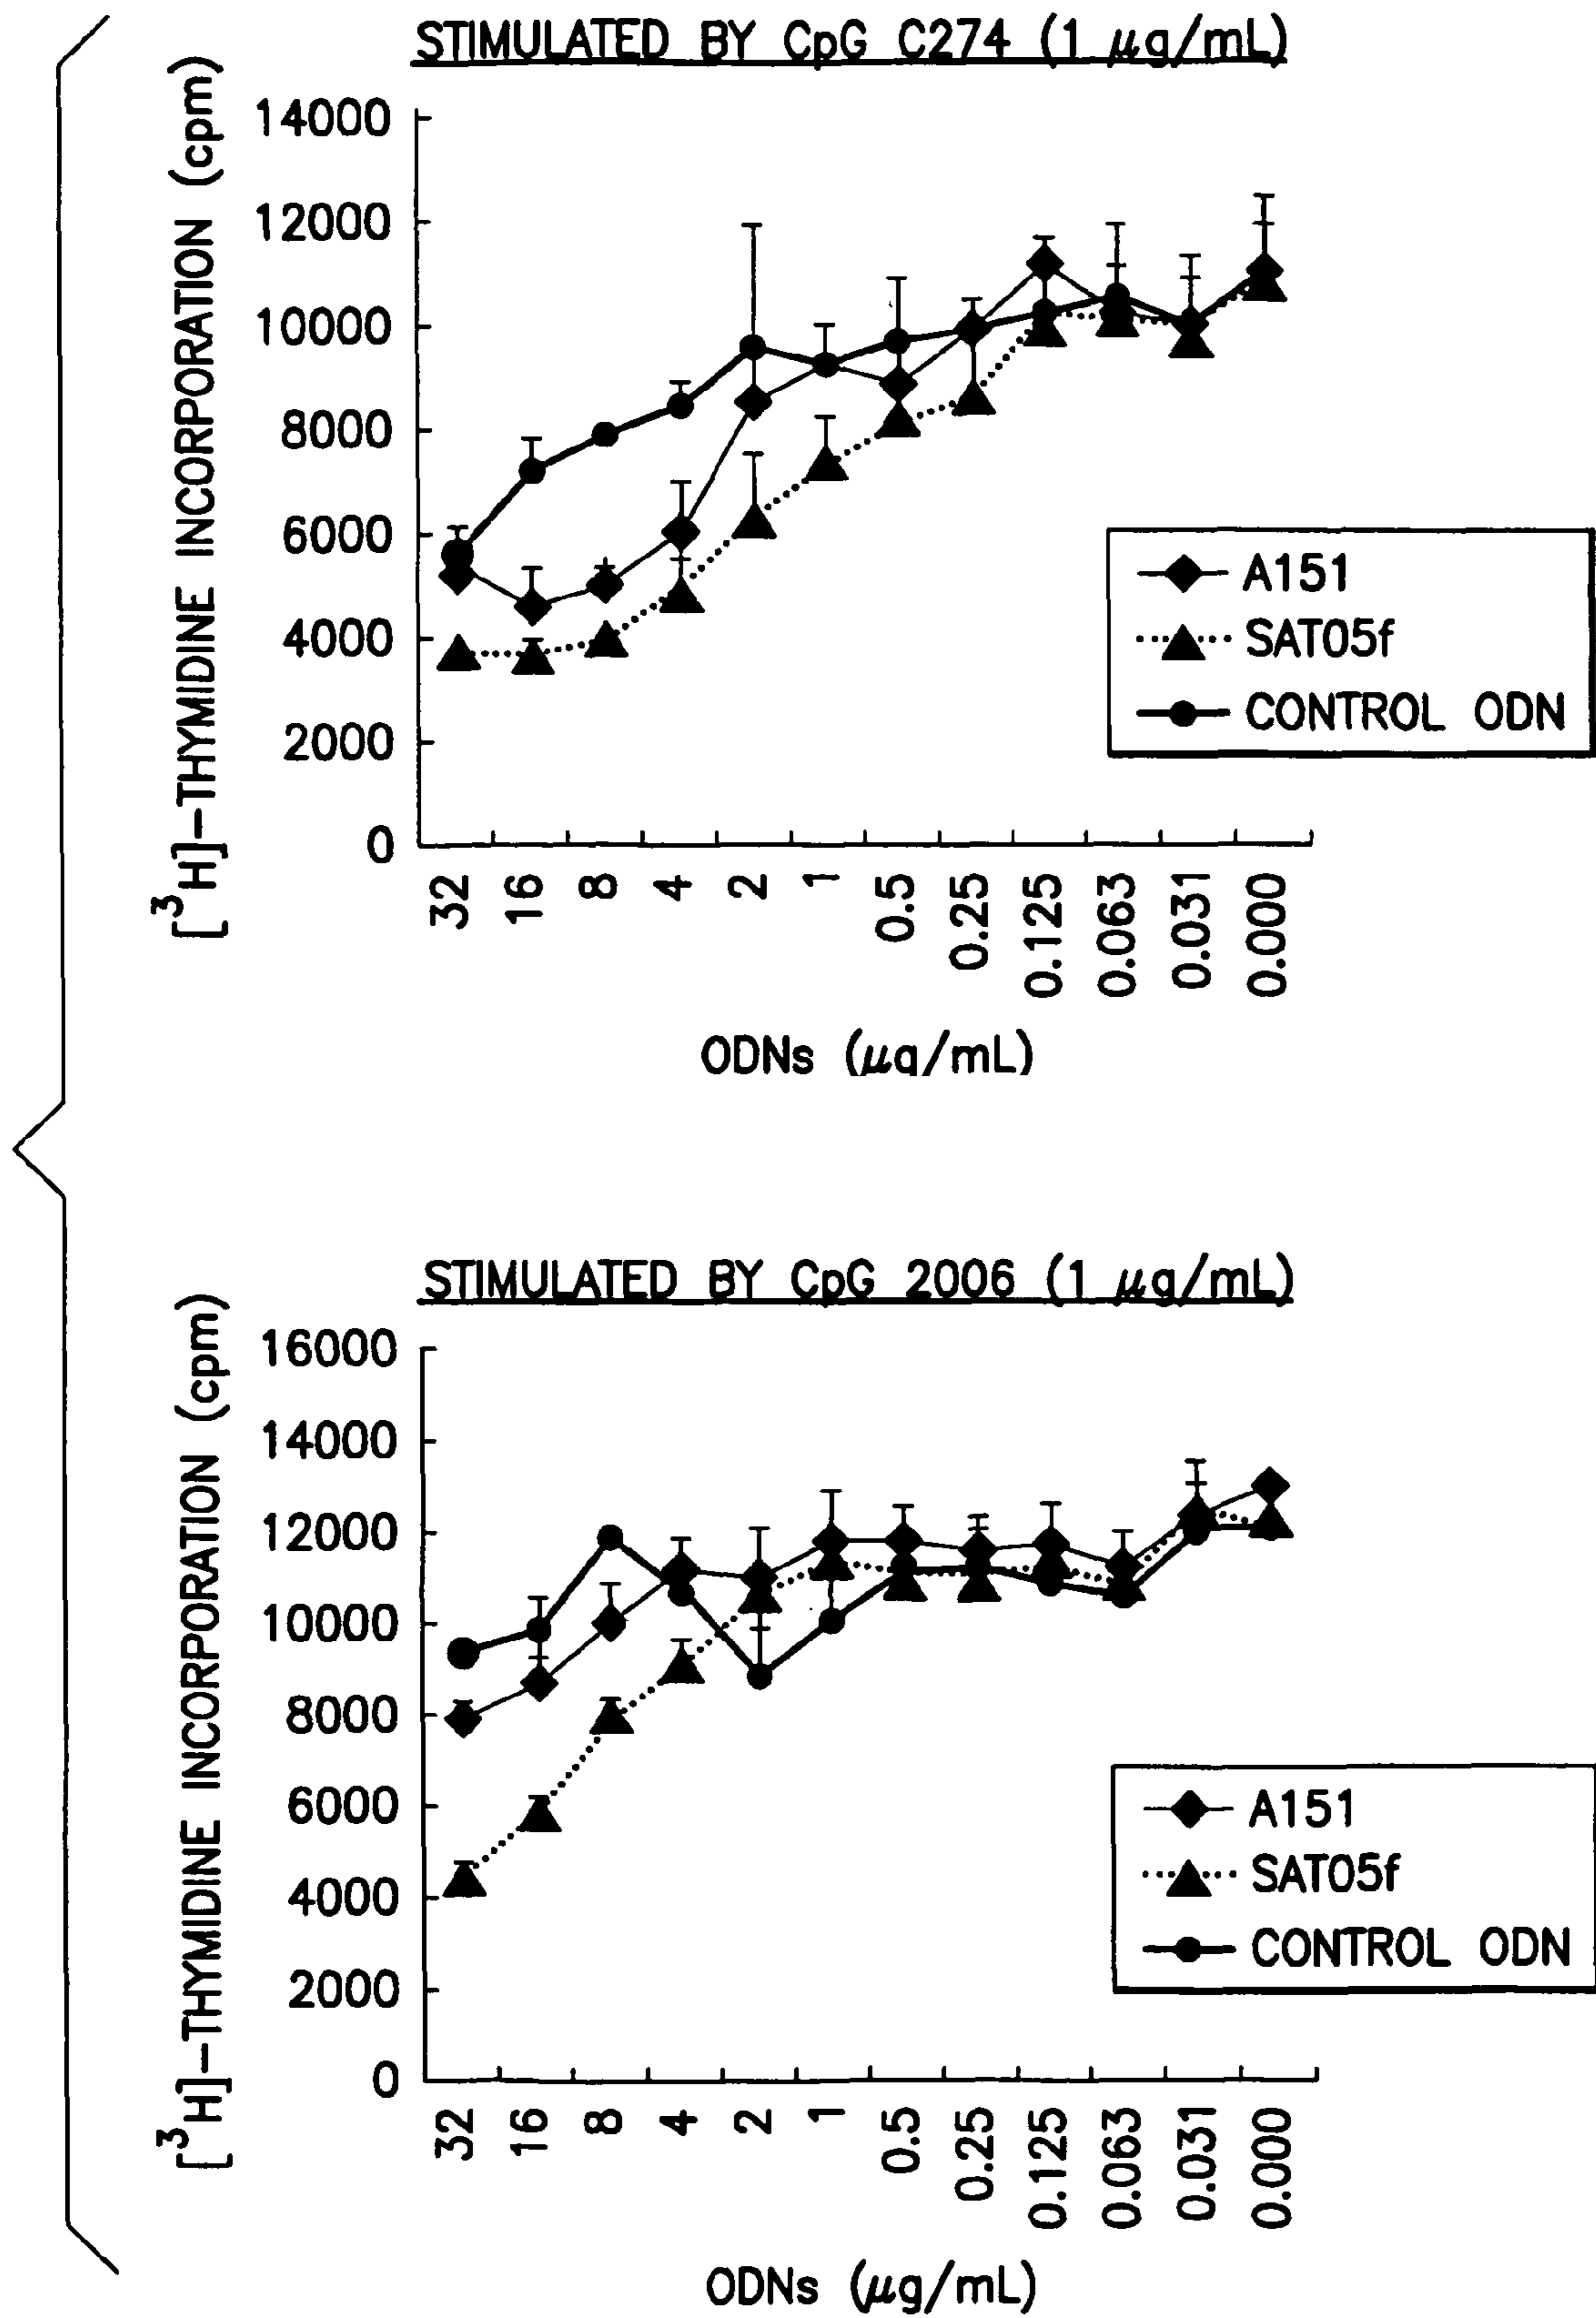 STIMULATED BY CpG C274 (1 μg/mL)
[³H]-THYMIDINE INCORPORATION (cpm)
14000
12000
10000
8000
6000
4000
2000
0
32 16 8 4 2 1 0.5 0.25 0.125 0.063 0.031 0.000
ODNs (μg/mL)
A151
SAT05f
CONTROL ODN
STIMULATED BY CpG 2006 (1 μg/mL)
[³H]-THYMIDINE INCORPORATION (cpm)
16000
14000
12000
10000
8000
6000
4000
2000
0
32 16 8 4 2 1 0.5 0.25 0.125 0.063 0.031 0.000
ODNs (μg/mL)
A151
SAT05f
CONTROL ODN